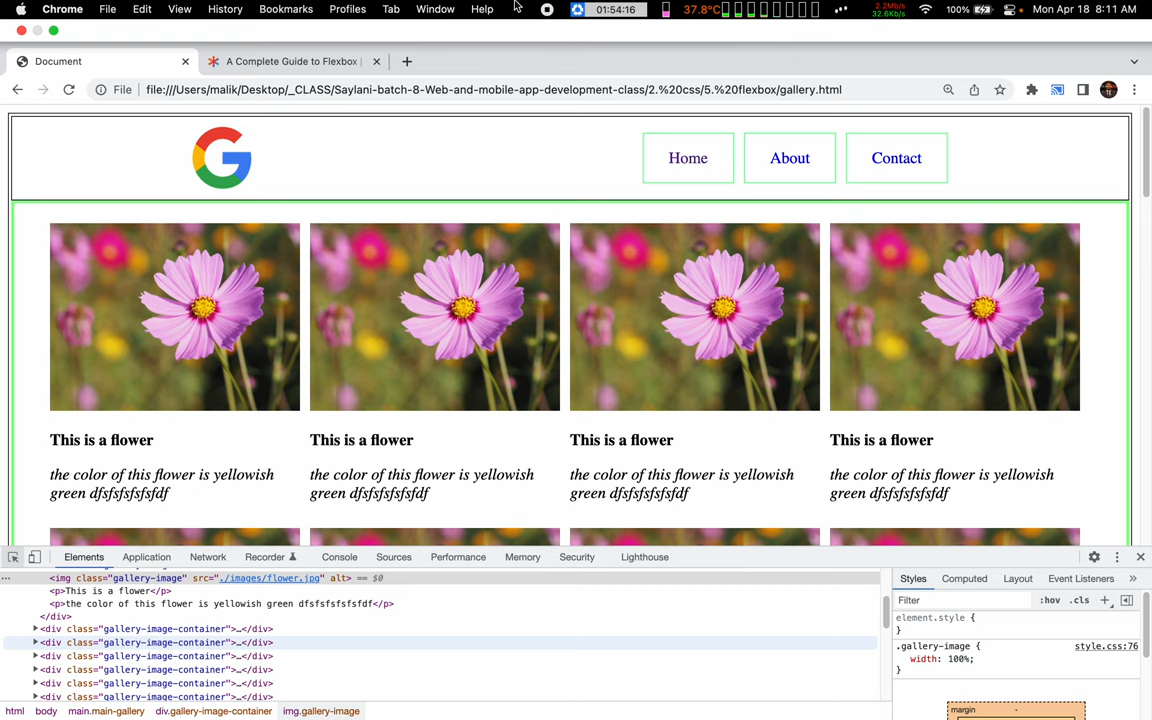 Chrome File Edit View History Bookmarks Profiles Tab Window Help 01:54:16 37.8°C 2.2Mb/s 32.6Kb/s 100% Mon Apr 18 8:11 AM
Document A Complete Guide to Flexbox
File file:///Users/malik/Desktop/_CLASS/Saylani-batch-8-Web-and-mobile-app-development-class/2.%20css/5.%20flexbox/gallery.html
Home About Contact
This is a flower This is a flower This is a flower This is a flower
the color of this flower is yellowish the color of this flower is yellowish the color of this flower is yellowish the color of this flower is yellowish
green dfsfsfsfsfsfdf green dfsfsfsfsfsfdf green dfsfsfsfsfsfdf green dfsfsfsfsfsfdf
Elements Application Network Recorder Console Sources Performance Memory Security Lighthouse
<img class="gallery-image" src="./images/flower.jpg" alt> == $0
<p>This is a flower</p>
<p>the color of this flower is yellowish green dfsfsfsfsfsfdf</p>
</div>
<div class="gallery-image-container">…</div>
<div class="gallery-image-container">…</div>
<div class="gallery-image-container">…</div>
<div class="gallery-image-container">…</div>
<div class="gallery-image-container">…</div>
<div class="gallery-image-container">…</div>
html body main.main-gallery div.gallery-image-container img.gallery-image
Styles Computed Layout Event Listeners »
Filter :hov .cls +
element.style {
}
.gallery-image { style.css:76
width: 100%;
}
margin -